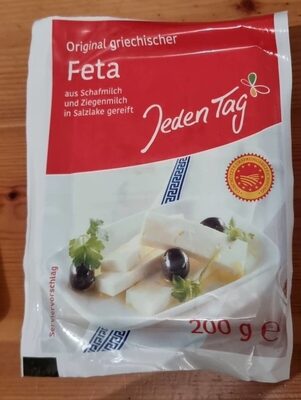 Original griechischer
Feta
aus Schafmilch
und Ziegenmilch
in Salzlake gereift
Jeden Tag
Serviervorschlag
200 g ℮